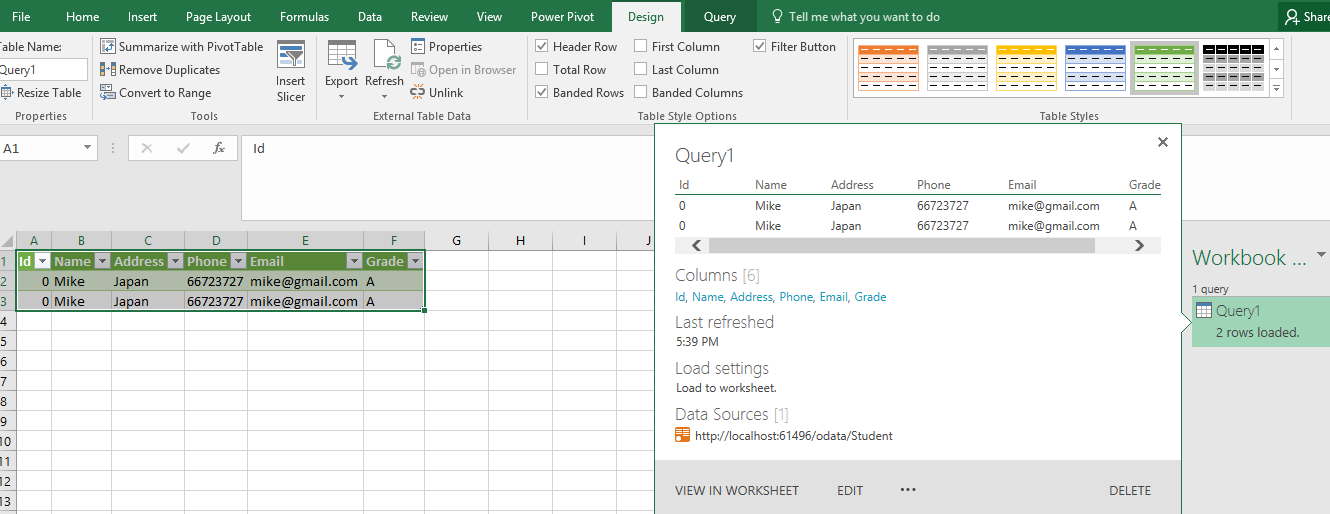 File Home Insert Page Layout Formulas Data Review View Power Pivot Design Query Tell me what you want to do Share
Table Name:
Query1
Resize Table
Properties
Summarize with PivotTable
Remove Duplicates
Convert to Range
Insert
Slicer
Tools
Export
Refresh
Properties
Open in Browser
Unlink
External Table Data
Header Row First Column Filter Button
Total Row Last Column
Banded Rows Banded Columns
Table Style Options
Table Styles
A1 fx Id
A B C D E F G H I J
1 Id Name Address Phone Email Grade
2 0 Mike Japan 66723727 mike@gmail.com A
3 0 Mike Japan 66723727 mike@gmail.com A
4
5
6
7
8
9
10
11
12
13
Query1
Id Name Address Phone Email Grade
0 Mike Japan 66723727 mike@gmail.com A
0 Mike Japan 66723727 mike@gmail.com A
Columns [6]
Id, Name, Address, Phone, Email, Grade
Last refreshed
5:39 PM
Load settings
Load to worksheet.
Data Sources [1]
http://localhost:61496/odata/Student
VIEW IN WORKSHEET EDIT ••• DELETE
Workbook ...
1 query
Query1
2 rows loaded.